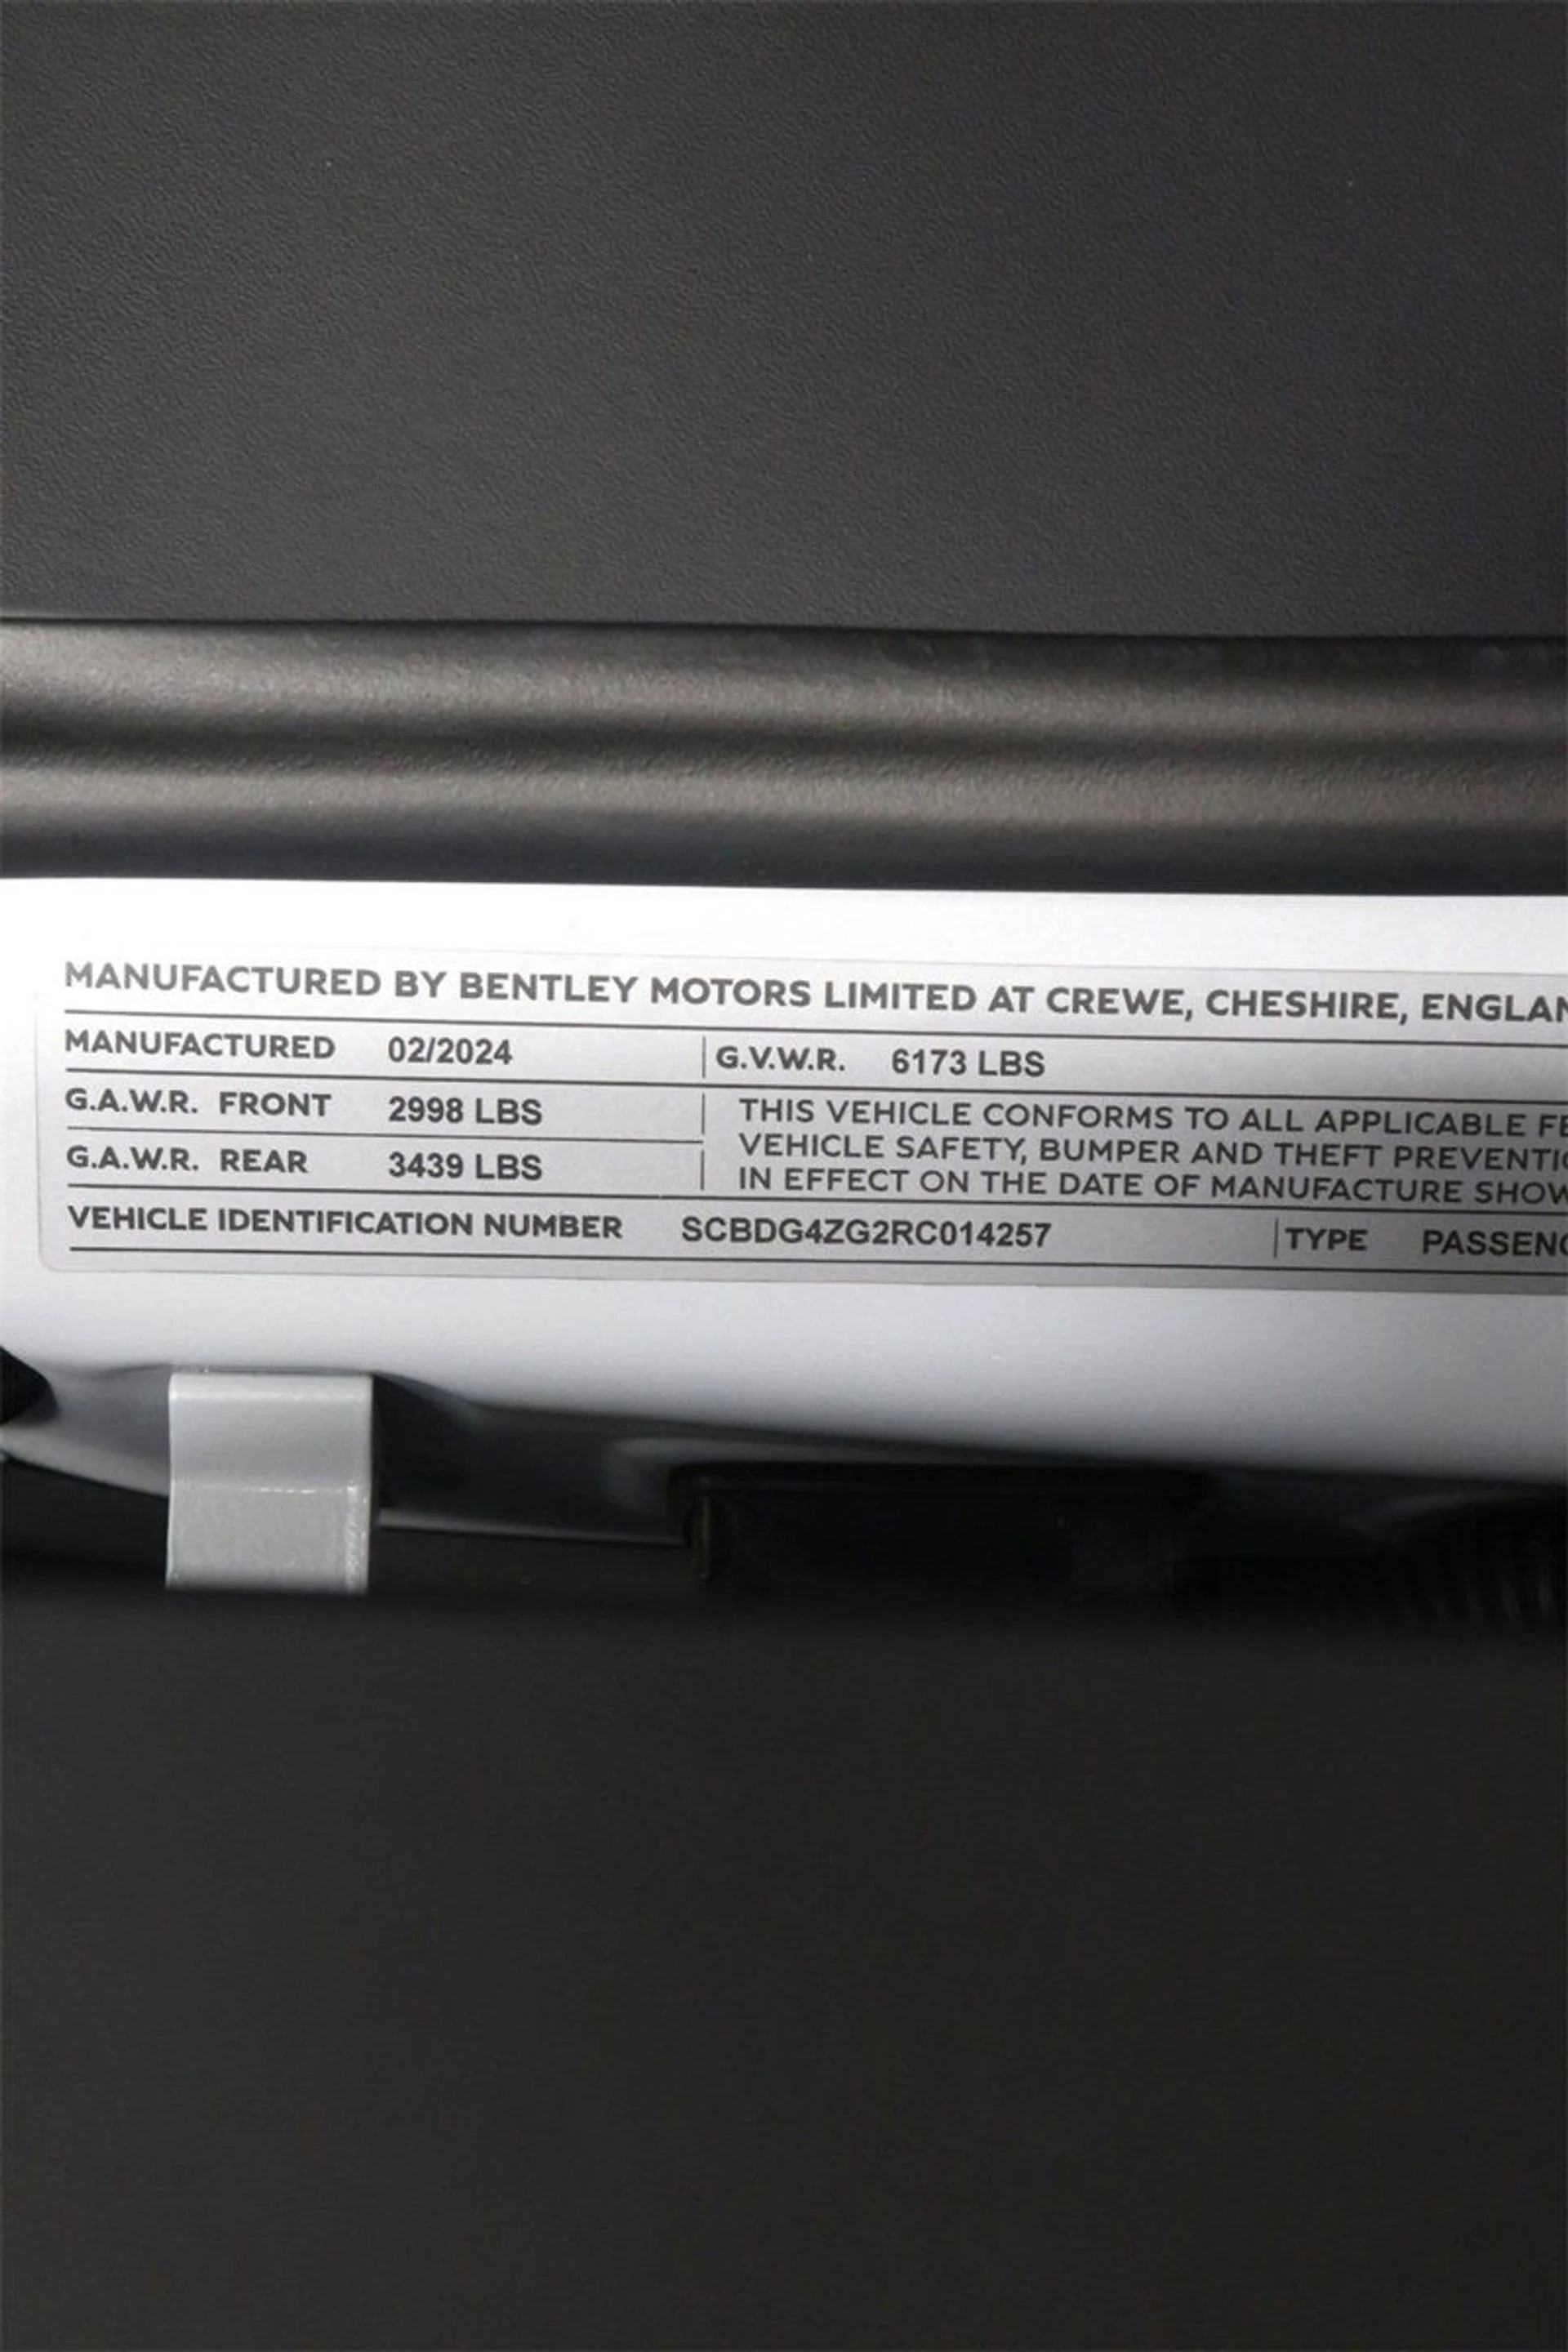 MANUFACTURED BY BENTLEY MOTORS LIMITED AT CREWE, CHESHIRE,
MANUFACTURED 02/2024 G.V.W.R. 6173 LBS
G.A.W.R. FRONT 2998 LBS
G.A.W.R. REAR 3439 LBS
THIS VEHICLE CONFORMS TO ALL APPLICABLE
VEHICLE SAFETY, BUMPER AND THEFT
IN EFFECT ON THE DATE OF MANUFACTURE
VEHICLE IDENTIFICATION NUMBER SCBDG4ZG2RC014257 TYPE